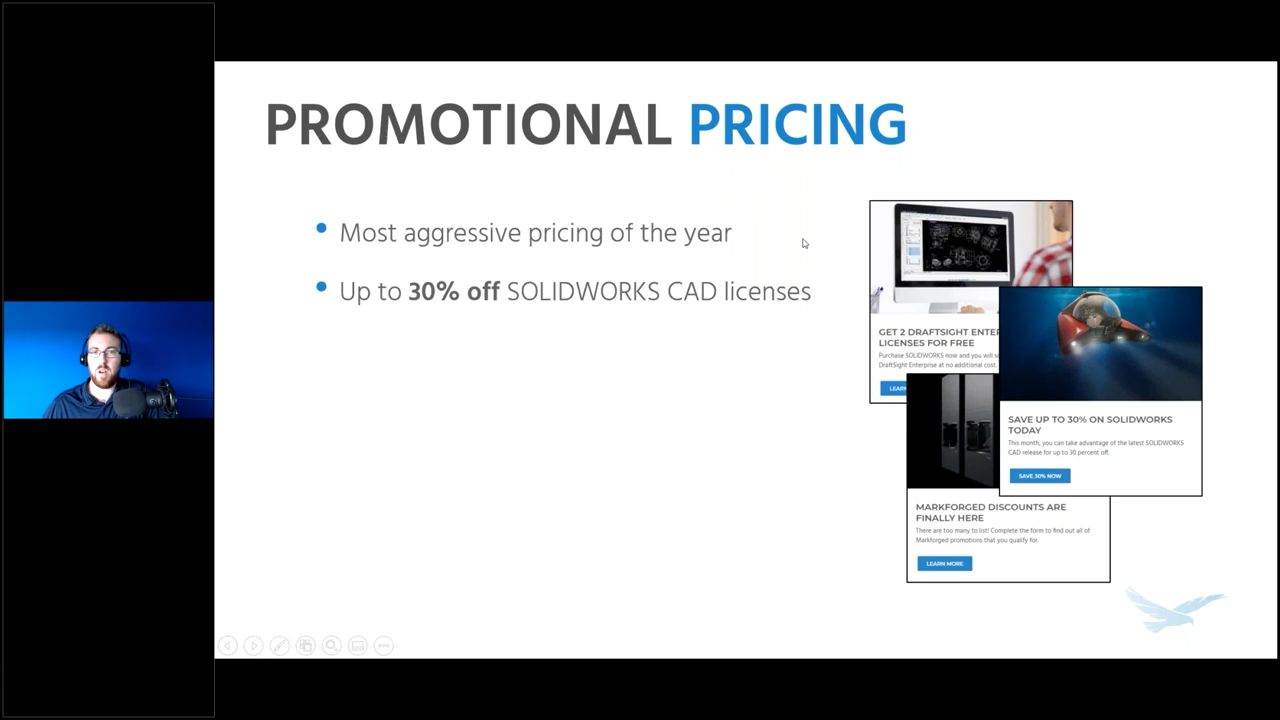 PROMOTIONAL PRICING
Most aggressive pricing of the year
Up to 30% off SOLIDWORKS CAD licenses
GET 2 DRAFTSIGHT
LICENSES FOR FREE
Purchase SOLIDWORKS now and you will
DraftSight Enterprise at no additional cost.
SAVE UP TO 30% ON SOLIDWORKS
TODAY
This month, you can take advantage of the latest SOLIDWORKS
CAD release for up to 30 percent off.
SAVE 30% NOW
MARKFORGED DISCOUNTS ARE
FINALLY HERE
There are too many to list! Complete the form to find out all of
Markforged promotions that you qualify for.
LEARN MORE